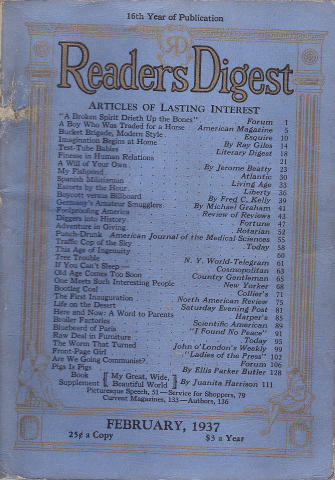 16th Year of Publication
RD
Readers Digest
ARTICLES OF LASTING INTEREST
"A Broken Spirit Drieth Up the Bones" Forum 1
A Boy Who Was Traded for a Horse American Magazine 5
Bucket Brigade, Modern Style Esquire 10
Imagination Begins at Home By Ray Giles 14
Test-Tube Babies Literary Digest 18
Finesse in Human Relations 21
A Will of Your Own By Jerome Beatty 23
My Fishpond Atlantic 30
Spanish Militiaman Living Age 33
Escorts by the Hour Liberty 36
Boycott versus Billboard By Fred C. Kelly 39
Germany's Amateur Smugglers By Michael Graham 41
Foolproofing America Review of Reviews 43
Diggers into History Fortune 47
Adventure in Giving Rotarian 53
Punch-Drunk American Journal of the Medical Sciences 55
Traffic Cop of the Sky Today 58
This Age of Ingenuity 60
Tree Trouble N. Y. World-Telegram 61
If You Can't Sleep— Cosmopolitan 63
Old Age Comes Too Soon Country Gentleman 65
One Meets Such Interesting People New Yorker 68
Bootleg Coal Collier's 71
The First Inauguration North American Review 75
Life on the Desert Saturday Evening Post 81
Here and Now: A Word to Parents Harper's 85
Broiler Factories Scientific American 89
Bluebeard of Paris "I Found No Peace" 91
Raw Deal in Furniture Today 95
The Worm That Turned John o'London's Weekly 99
Front-Page Girl "Ladies of the Press" 102
Are We Going Communist? Forum 106
Pigs Is Pigs By Ellis Parker Butler 128
Book Supplement [ My Great, Wide, Beautiful World ] By Juanita Harrison 111
Picturesque Speech, 51—Service for Shoppers, 79
Current Magazines, 133—Authors, 136
FEBRUARY, 1937
25¢ a Copy $3 a Year